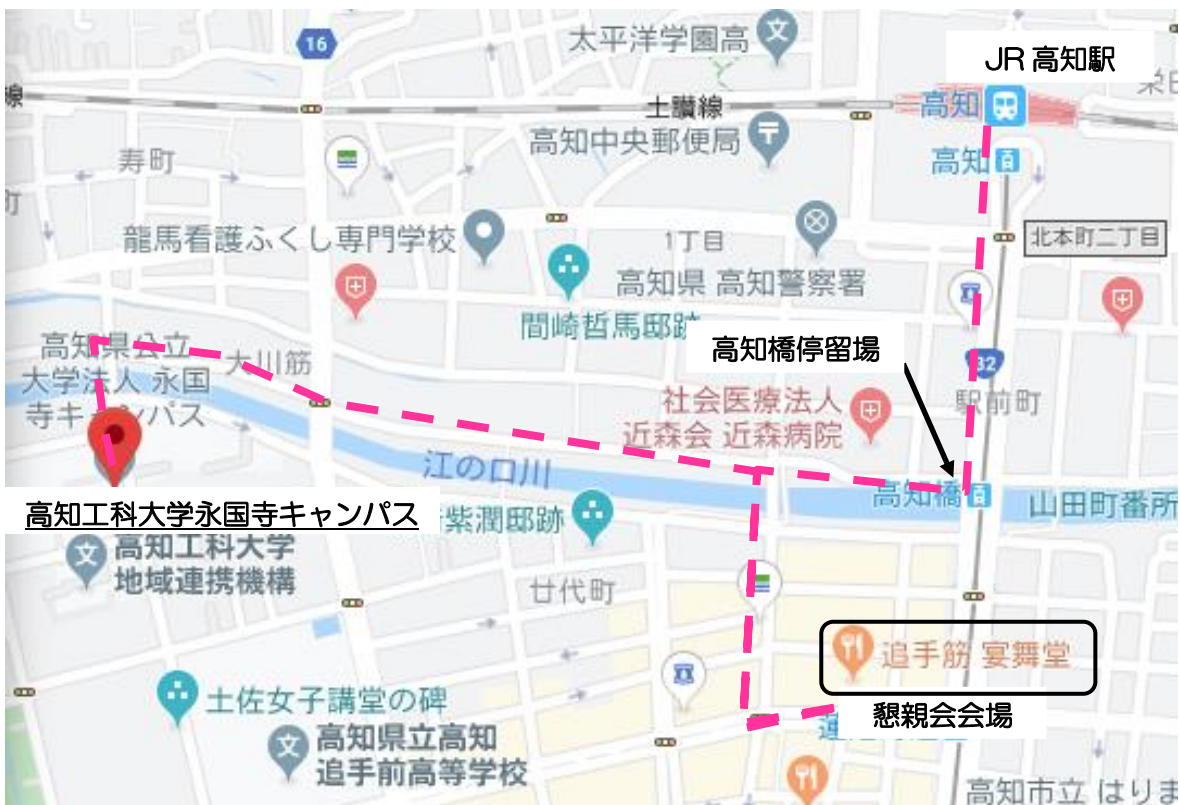 16
太平洋学園高
JR 高知駅
線
土讃線
高知
栄田
高知中央郵便局
高知
寿町
町
龍馬看護ふくし専門学校
1丁目
北本町二丁目
高知県 高知警察署
間崎哲馬邸跡
高知橋停留場
高知県公立
大学法人 永国
寺キャンパス
大川筋
32
駅前町
社会医療法人
近森会 近森病院
江の口川
高知橋
山田町番所
高知工科大学永国寺キャンパス
紫潤邸跡
高知工科大学
地域連携機構
廿代町
追手筋 宴舞堂
土佐女子講堂の碑
懇親会会場
高知県立高知
追手前高等学校
高知市立 はりま